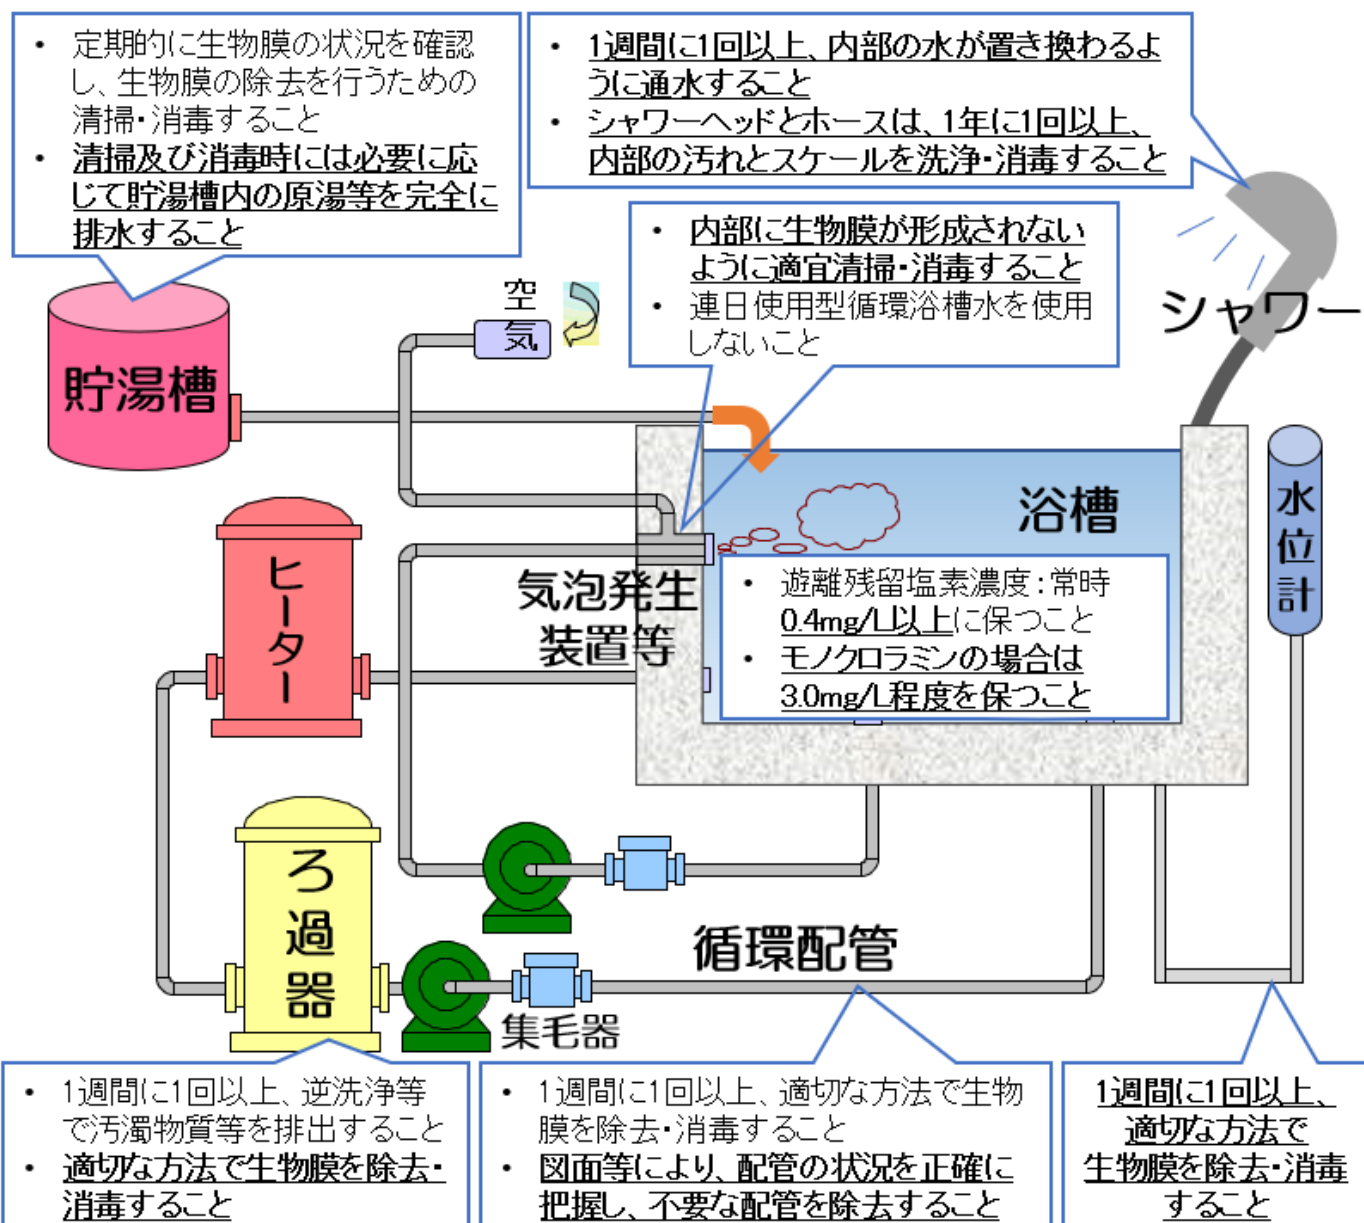 ・ 定期的に生物膜の状況を確認
し、生物膜の除去を行うための
清掃・消毒すること
・ 清掃及び消毒時には必要に応
じて貯湯槽内の原湯等を完全に
排水すること
・ 1週間に1回以上、内部の水が置き換わるよ
うに通水すること
・ シャワーヘッドとホースは、1年に1回以上、
内部の汚れとスケールを洗浄・消毒すること
・ 内部に生物膜が形成されない
ように適宜清掃・消毒すること
・ 連日使用型循環浴槽水を使用
しないこと
シャワー
空
気
貯湯槽
浴槽
水
位
計
ヒーター
気泡発生
装置等
・ 遊離残留塩素濃度:常時
0.4mg/L以上に保つこと
・ モノクロラミンの場合は
3.0mg/L程度を保つこと
ろ
過
器
循環配管
集毛器
・ 1週間に1回以上、逆洗浄等
で汚濁物質等を排出すること
・ 適切な方法で生物膜を除去・
消毒すること
・ 1週間に1回以上、適切な方法で生物
膜を除去・消毒すること
・ 図面等により、配管の状況を正確に
把握し、不要な配管を除去すること
1週間に1回以上、
適切な方法で
生物膜を除去・消毒
すること